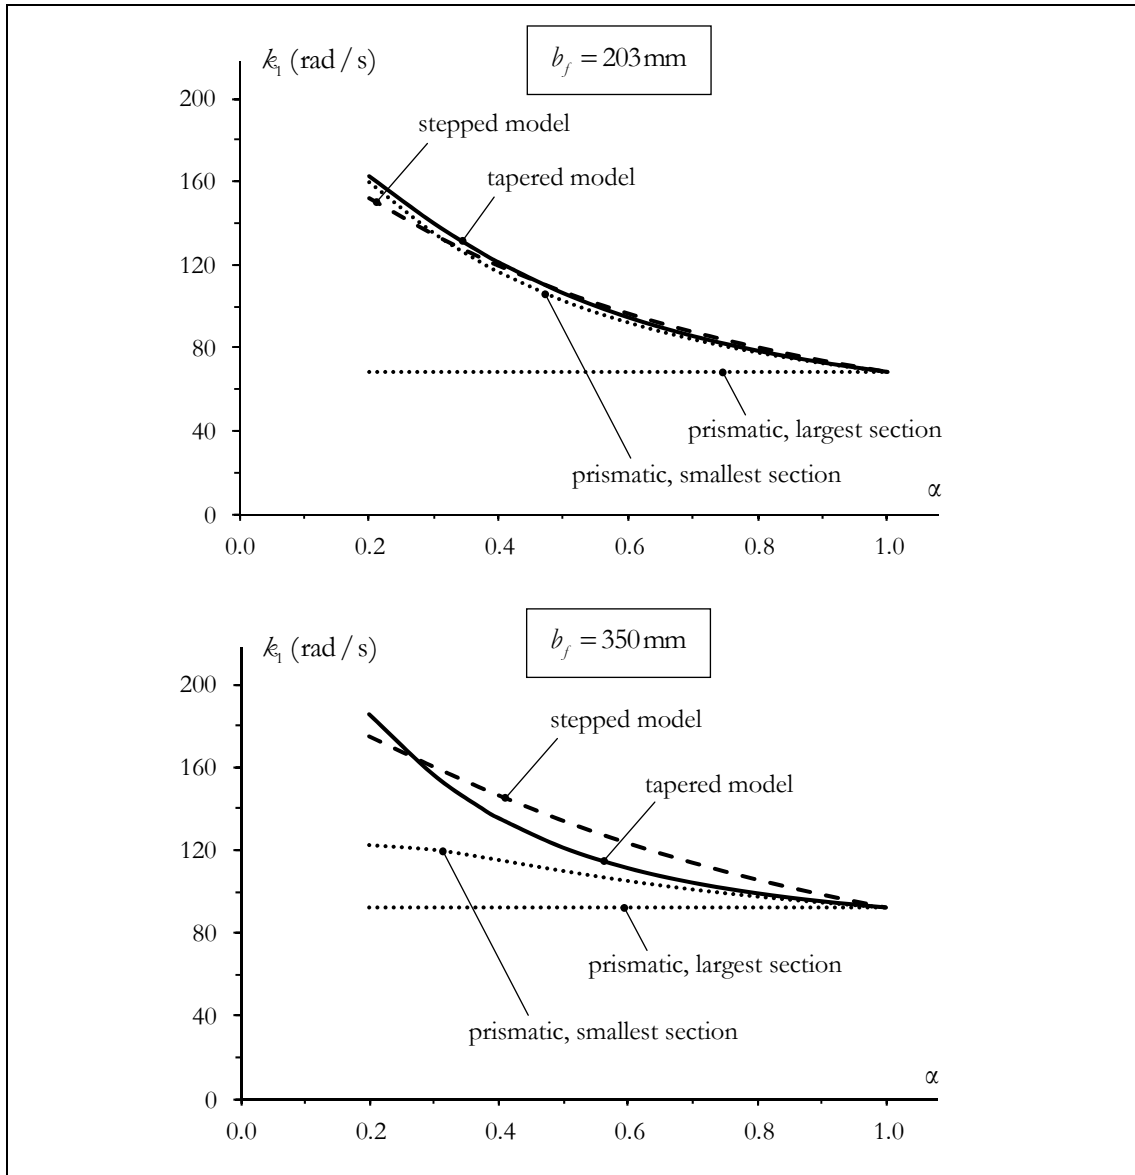 k₁ (rad / s)
b_f = 203 mm
200
stepped model
160
tapered model
120
80
prismatic, largest section
40
prismatic, smallest section
α
0
0.0 0.2 0.4 0.6 0.8 1.0
k₁ (rad / s)
b_f = 350 mm
200
stepped model
160
tapered model
120
80
prismatic, largest section
40
prismatic, smallest section
α
0
0.0 0.2 0.4 0.6 0.8 1.0